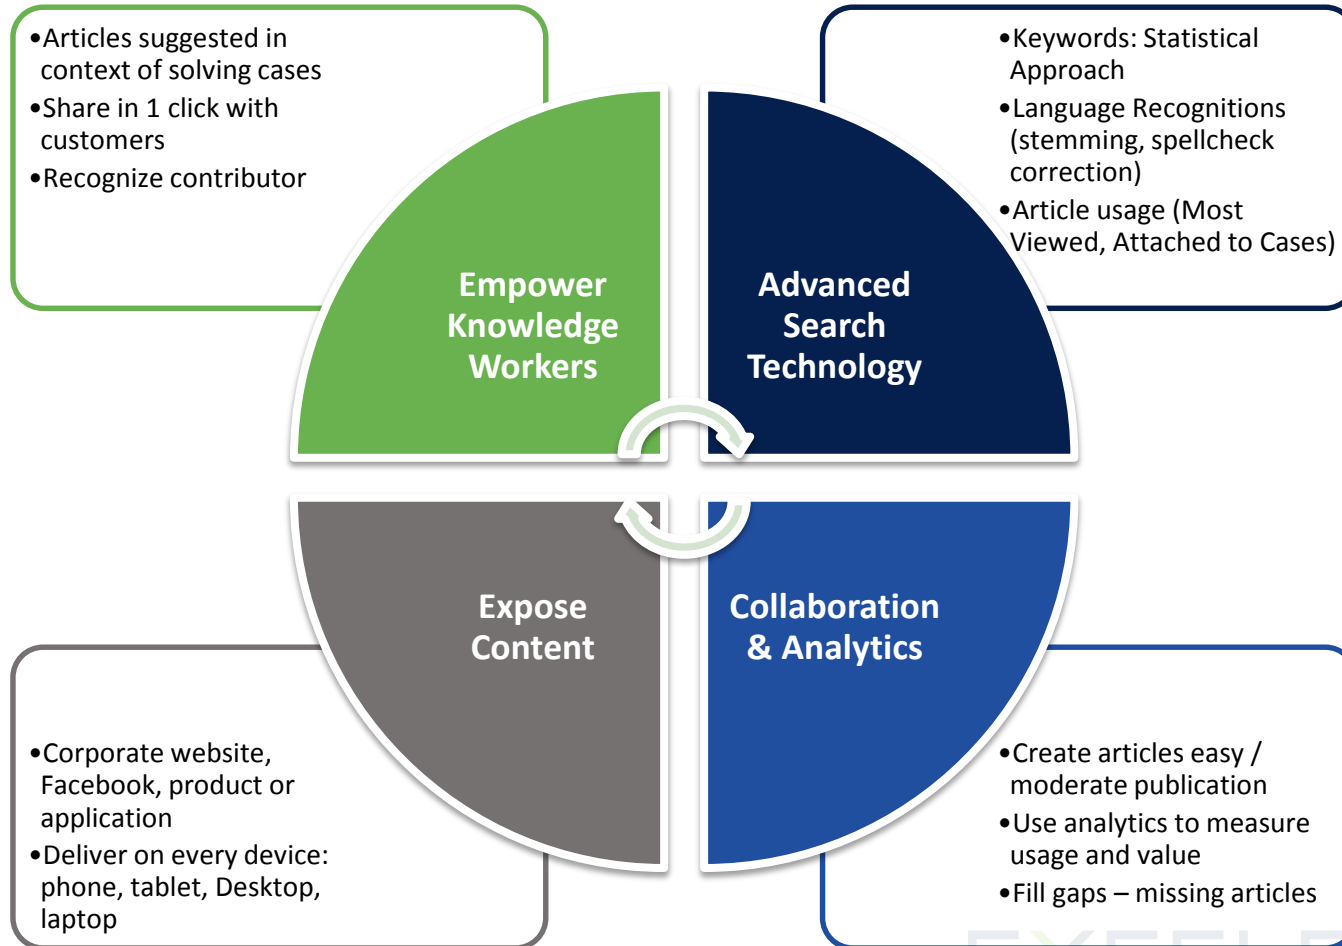 •Articles suggested in
context of solving cases
•Share in 1 click with
customers
•Recognize contributor
•Keywords: Statistical
Approach
•Language Recognitions
(stemming, spellcheck
correction)
•Article usage (Most
Viewed, Attached to Cases)
Empower
Knowledge
Workers
Advanced
Search
Technology
Expose
Content
Collaboration
& Analytics
•Corporate website,
Facebook, product or
application
•Deliver on every device:
phone, tablet, Desktop,
laptop
•Create articles easy /
moderate publication
•Use analytics to measure
usage and value
•Fill gaps – missing articles